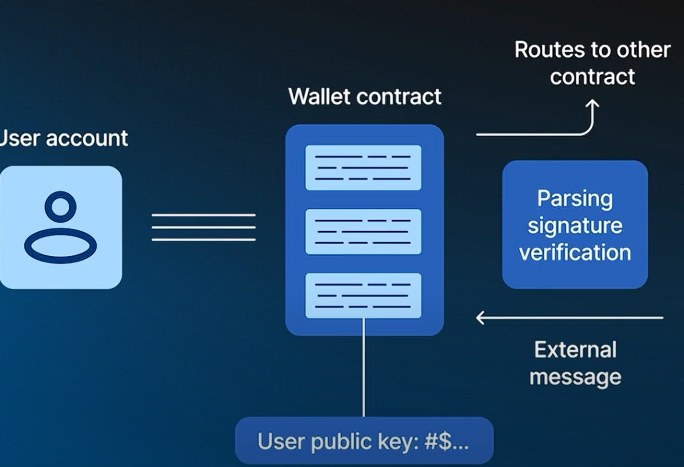 Routes to other
contract
Wallet contract
User account
Parsing
signature
verification
External
message
User public key: #$...